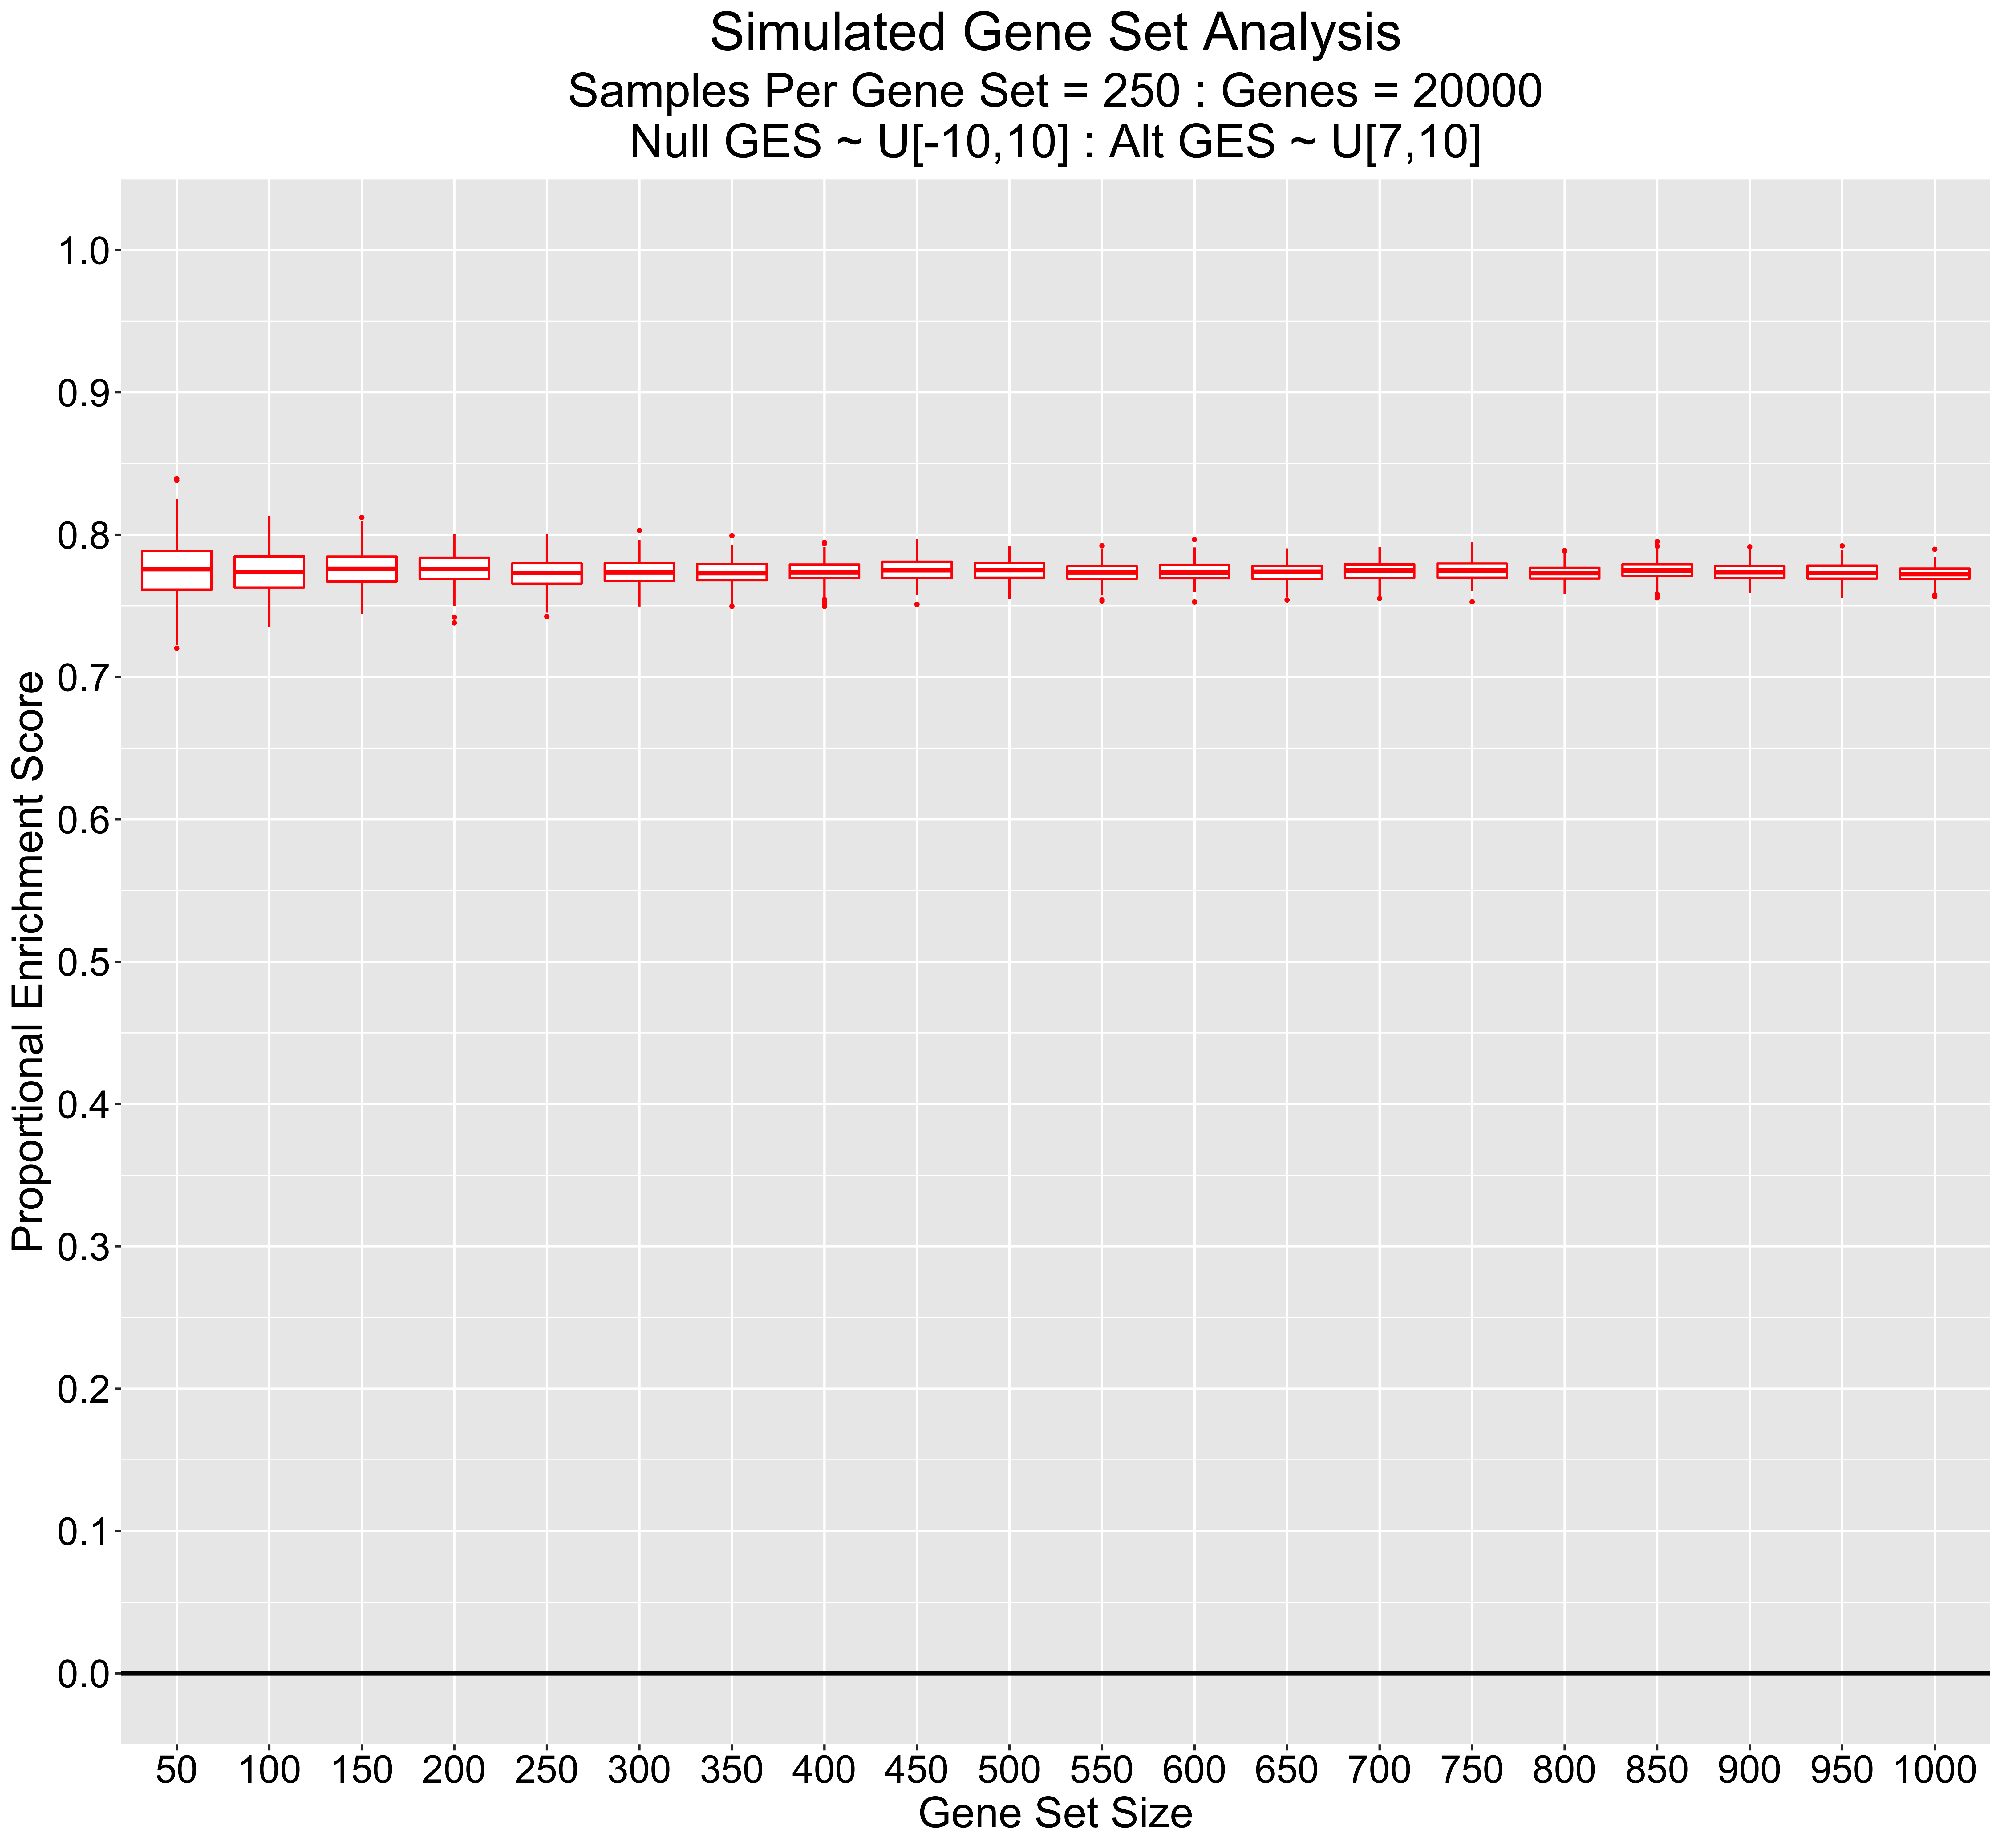 Simulated Gene Set Analysis
Samples Per Gene Set = 250 : Genes = 20000
Null GES ~ U[-10,10] : Alt GES ~ U[7,10]
Proportional Enrichment Score
1.0
0.9
0.8
0.7
0.6
0.5
0.4
0.3
0.2
0.1
0.0
50 100 150 200 250 300 350 400 450 500 550 600 650 700 750 800 850 900 950 1000
Gene Set Size